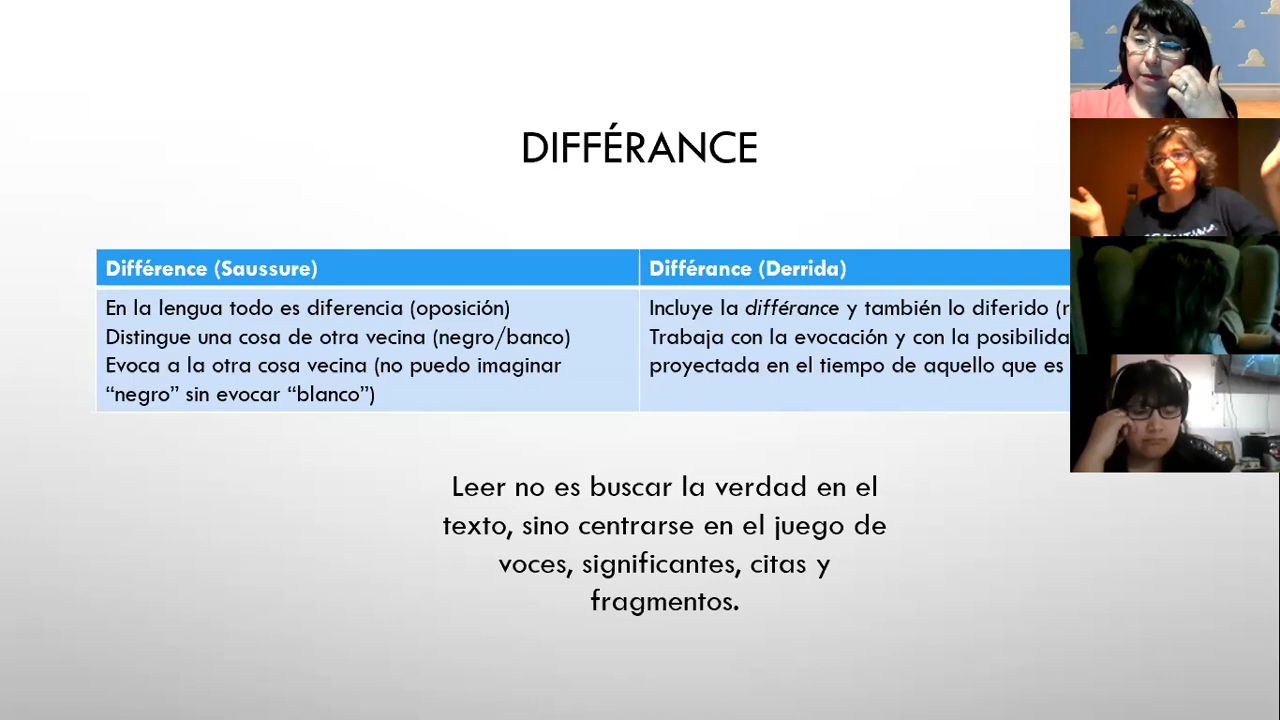 DIFFÉRANCE
Différence (Saussure)
Différance (Derrida)
En la lengua todo es diferencia (oposición)
Distingue una cosa de otra vecina (negro/banco)
Evoca a la otra cosa vecina (no puedo imaginar
“negro” sin evocar “blanco”)
Incluye la différance y también lo diferido (r
Trabaja con la evocación y con la posibilida
proyectada en el tiempo de aquello que es
Leer no es buscar la verdad en el
texto, sino centrarse en el juego de
voces, significantes, citas y
fragmentos.